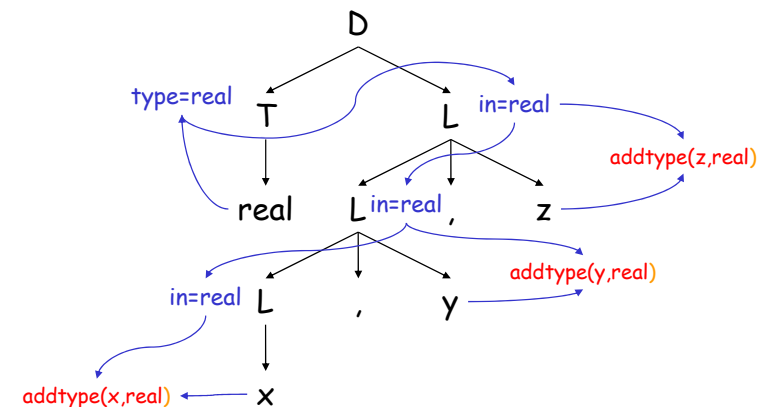 D
type=real T L in=real
addtype(z,real)
real L in=real , z
addtype(y,real)
in=real L , y
addtype(x,real) x